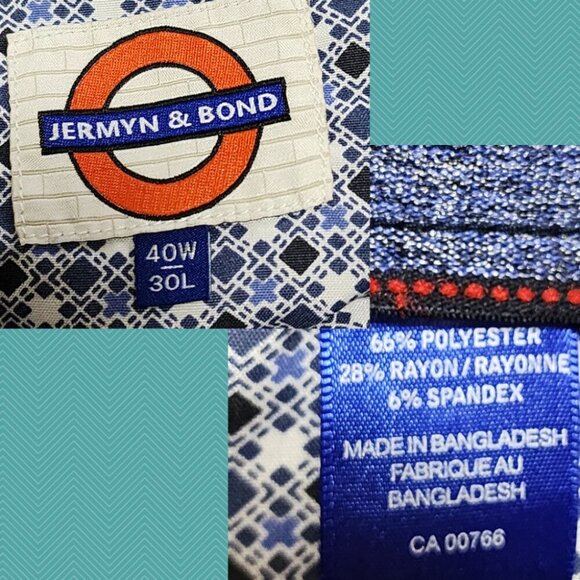 JERMYN & BOND
40W
30L
66% POLYESTER
28% RAYON / RAYONNE
6% SPANDEX
MADE IN BANGLADESH
FABRIQUE AU
BANGLADESH
CA 00766